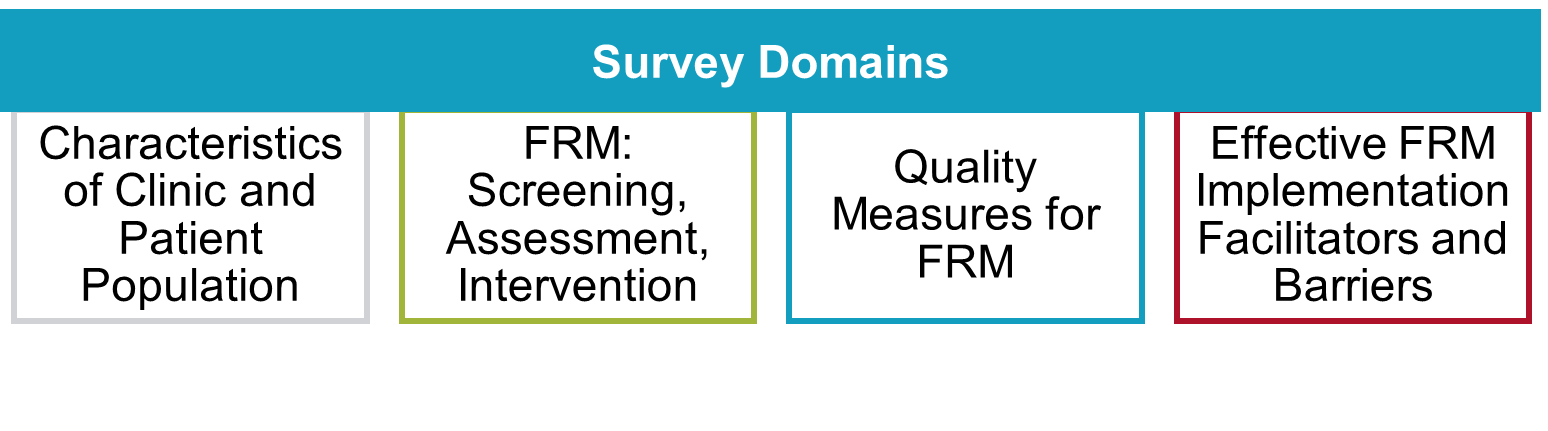 Survey Domains
Characteristics
of Clinic and
Patient
Population
FRM:
Screening,
Assessment,
Intervention
Quality
Measures for
FRM
Effective FRM
Implementation
Facilitators and
Barriers